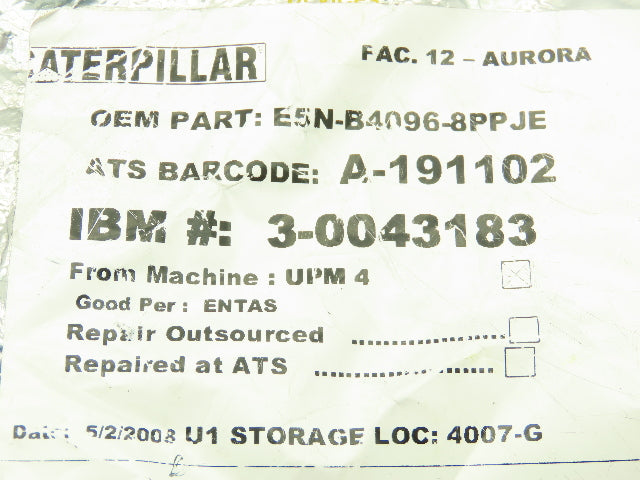 CATERPILLAR FAC. 12 - AURORA
OEM PART: E5N-B4096-8PPJE
ATS BARCODE: A-191102
IBM #: 3-0043183
From Machine : UPM 4
Good Per : ENTAS
Repair Outsourced
Repaired at ATS
Date: 5/2/2008 U1 STORAGE LOC: 4007-G